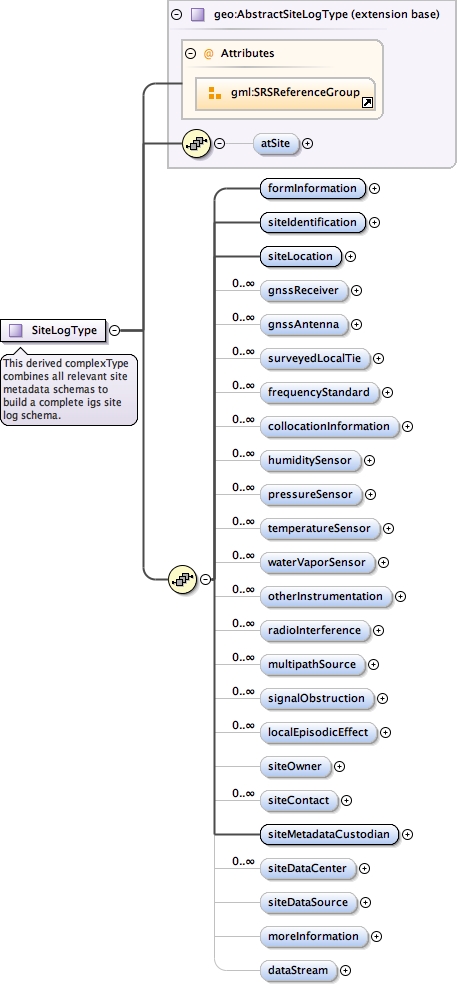 geo:AbstractSiteLogType (extension base)
@ Attributes
gml:SRSReferenceGroup
atSite
formInformation
siteIdentification
siteLocation
0..∞
gnssReceiver
0..∞
gnssAntenna
0..∞
surveyedLocalTie
0..∞
frequencyStandard
0..∞
collocationInformation
0..∞
humiditySensor
0..∞
pressureSensor
0..∞
temperatureSensor
0..∞
waterVaporSensor
0..∞
otherInstrumentation
0..∞
radioInterference
0..∞
multipathSource
0..∞
signalObstruction
0..∞
localEpisodicEffect
siteOwner
0..∞
siteContact
siteMetadataCustodian
0..∞
siteDataCenter
siteDataSource
moreInformation
dataStream
SiteLogType
This derived complexType
combines all relevant site
metadata schemas to
build a complete igs site
log schema.